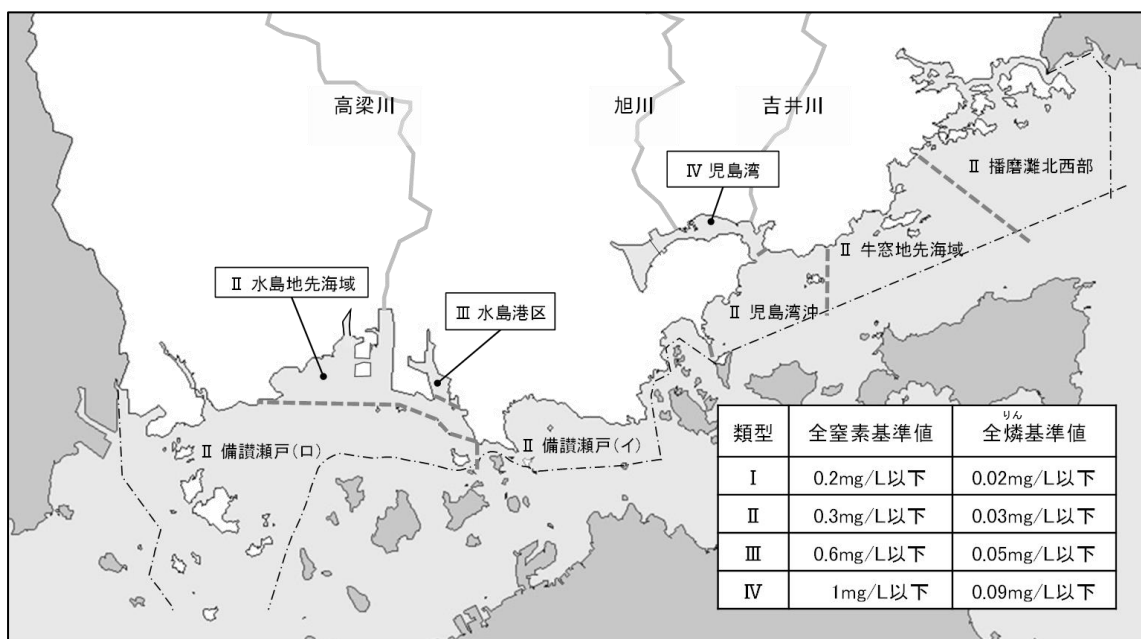 高梁川
旭川
吉井川
Ⅳ 児島湾
Ⅱ 播磨灘北西部
Ⅱ 牛窓地先海域
Ⅱ 水島地先海域
Ⅲ 水島港区
Ⅱ 児島湾沖
Ⅱ 備讃瀬戸(ロ)
Ⅱ 備讃瀬戸(イ)
類型 全窒素基準値 全燐基準値
りん
Ⅰ 0.2mg/L以下 0.02mg/L以下
Ⅱ 0.3mg/L以下 0.03mg/L以下
Ⅲ 0.6mg/L以下 0.05mg/L以下
Ⅳ 1mg/L以下 0.09mg/L以下